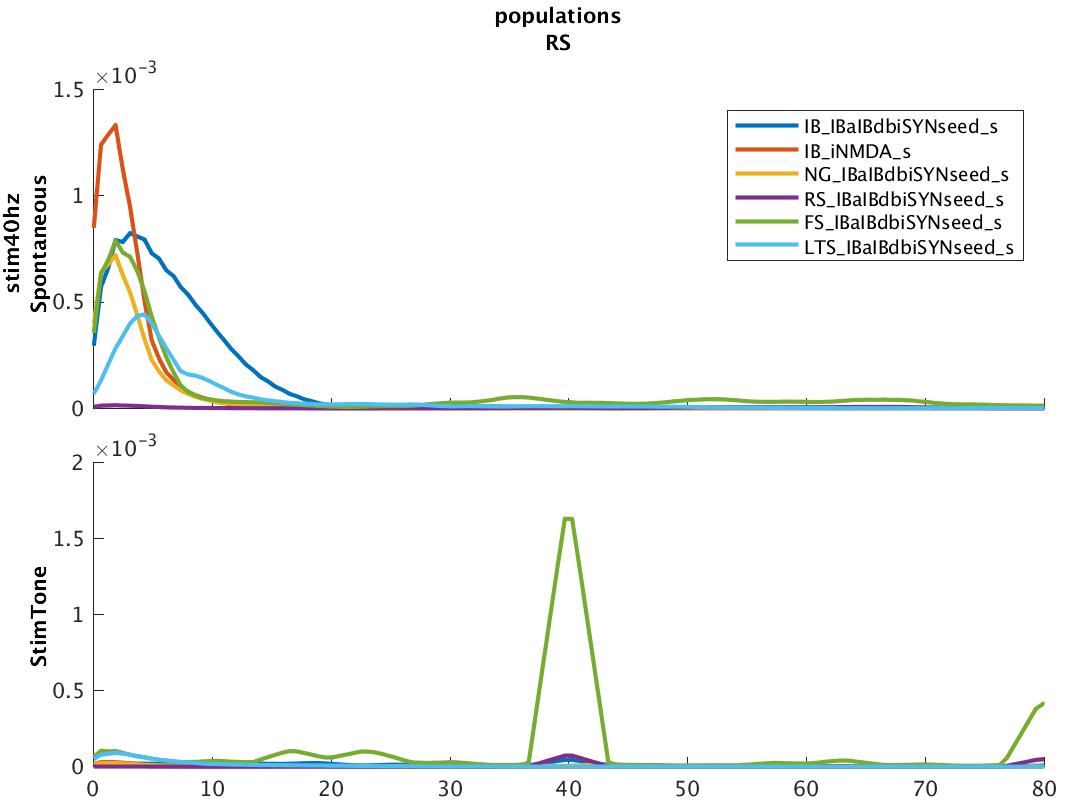 populations
RS
×10⁻³
1.5
1
0.5
0
stim40hz
Spontaneous
IB_IBaIBdbiSYNseed_s
IB_iNMDA_s
NG_IBaIBdbiSYNseed_s
RS_IBaIBdbiSYNseed_s
FS_IBaIBdbiSYNseed_s
LTS_IBaIBdbiSYNseed_s
×10⁻³
2
1.5
1
0.5
0
StimTone
0 10 20 30 40 50 60 70 80